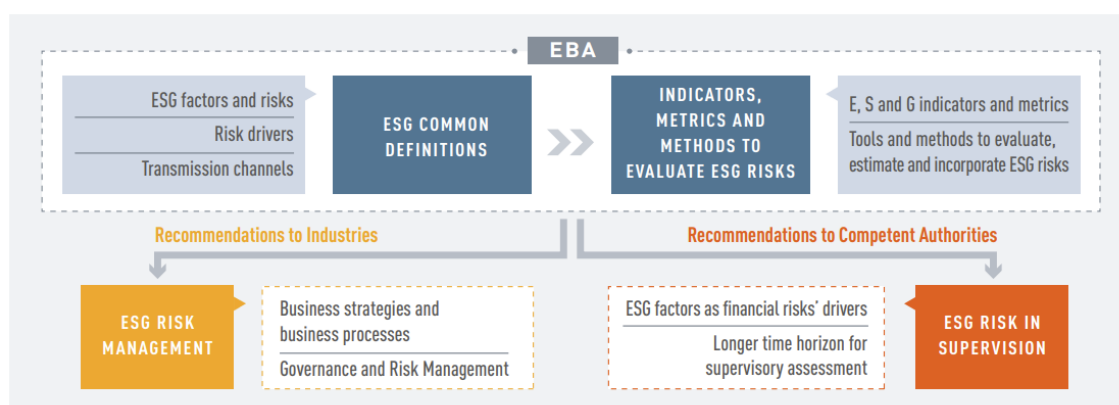 EBA
ESG factors and risks
Risk drivers
Transmission channels
ESG COMMON
DEFINITIONS
INDICATORS,
METRICS AND
METHODS TO
EVALUATE ESG RISKS
E, S and G indicators and metrics
Tools and methods to evaluate,
estimate and incorporate ESG risks
Recommendations to Industries
Recommendations to Competent Authorities
ESG RISK
MANAGEMENT
Business strategies and
business processes
Governance and Risk Management
ESG factors as financial risks' drivers
Longer time horizon for
supervisory assessment
ESG RISK IN
SUPERVISION